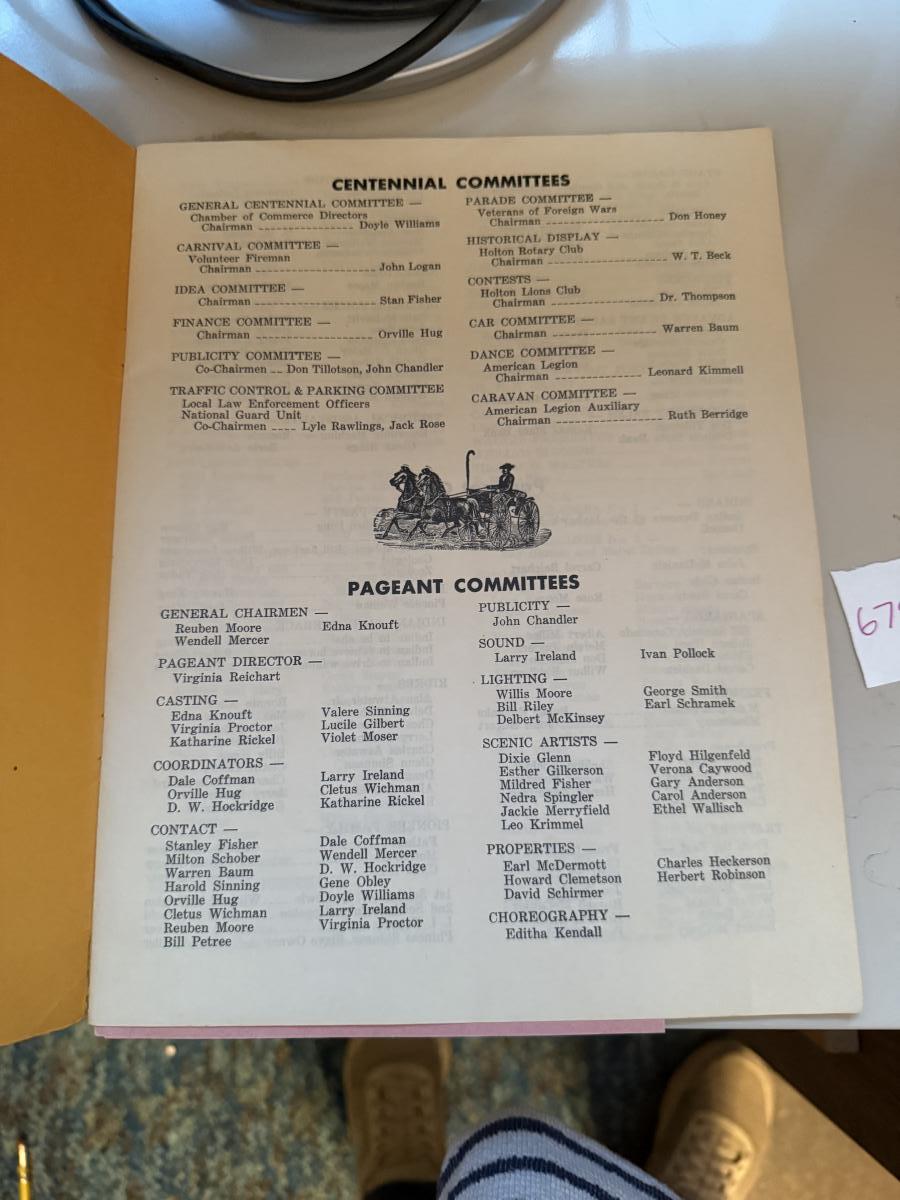 CENTENNIAL COMMITTEES
GENERAL CENTENNIAL COMMITTEE —
Chamber of Commerce Directors
Chairman ------------------ Doyle Williams
CARNIVAL COMMITTEE —
Volunteer Fireman
Chairman ---------------------- John Logan
IDEA COMMITTEE —
Chairman ---------------------- Stan Fisher
FINANCE COMMITTEE —
Chairman --------------------- Orville Hug
PUBLICITY COMMITTEE —
Co-Chairmen -- Don Tillotson, John Chandler
TRAFFIC CONTROL & PARKING COMMITTEE
Local Law Enforcement Officers
National Guard Unit
Co-Chairmen ---- Lyle Rawlings, Jack Rose
PARADE COMMITTEE —
Veterans of Foreign Wars
Chairman ---------------------- Don Honey
HISTORICAL DISPLAY —
Holton Rotary Club
Chairman ---------------------- W. T. Beck
CONTESTS —
Holton Lions Club
Chairman -------------------- Dr. Thompson
CAR COMMITTEE —
Chairman ------------------- Warren Baum
DANCE COMMITTEE —
American Legion
Chairman ---------------- Leonard Kimmell
CARAVAN COMMITTEE —
American Legion Auxiliary
Chairman ------------------- Ruth Berridge
PAGEANT COMMITTEES
GENERAL CHAIRMEN —
Reuben Moore Edna Knouft
Wendell Mercer
PAGEANT DIRECTOR —
Virginia Reichart
CASTING —
Edna Knouft Valere Sinning
Virginia Proctor Lucile Gilbert
Katharine Rickel Violet Moser
COORDINATORS —
Dale Coffman Larry Ireland
Orville Hug Cletus Wichman
D. W. Hockridge Katharine Rickel
CONTACT —
Stanley Fisher Dale Coffman
Milton Schober Wendell Mercer
Warren Baum D. W. Hockridge
Harold Sinning Gene Obley
Orville Hug Doyle Williams
Cletus Wichman Larry Ireland
Reuben Moore Virginia Proctor
Bill Petree
PUBLICITY —
John Chandler
SOUND —
Larry Ireland Ivan Pollock
LIGHTING —
Willis Moore George Smith
Bill Riley Earl Schramek
Delbert McKinsey
SCENIC ARTISTS —
Dixie Glenn Floyd Hilgenfeld
Esther Gilkerson Verona Caywood
Mildred Fisher Gary Anderson
Nedra Spingler Carol Anderson
Jackie Merryfield Ethel Wallisch
Leo Krimmel
PROPERTIES —
Earl McDermott Charles Heckerson
Howard Clemetson Herbert Robinson
David Schirmer
CHOREOGRAPHY —
Editha Kendall